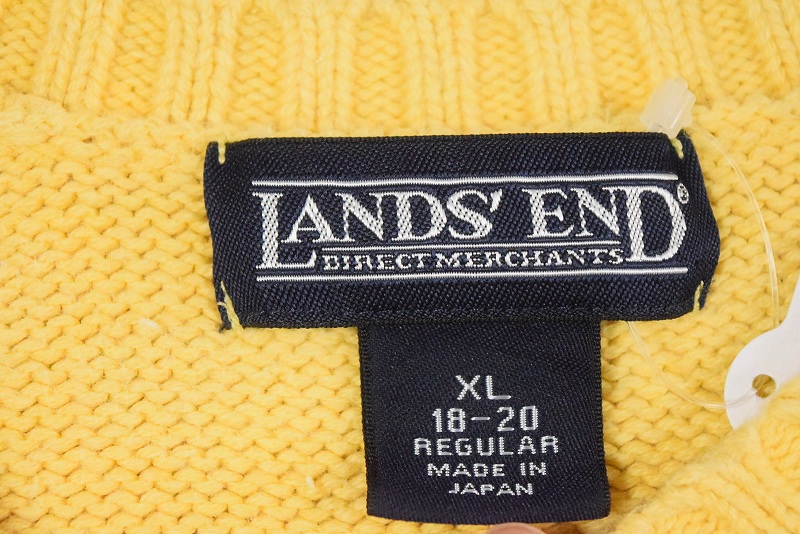 LANDS' END®
DIRECT MERCHANTS
XL
18-20
REGULAR
MADE IN
JAPAN